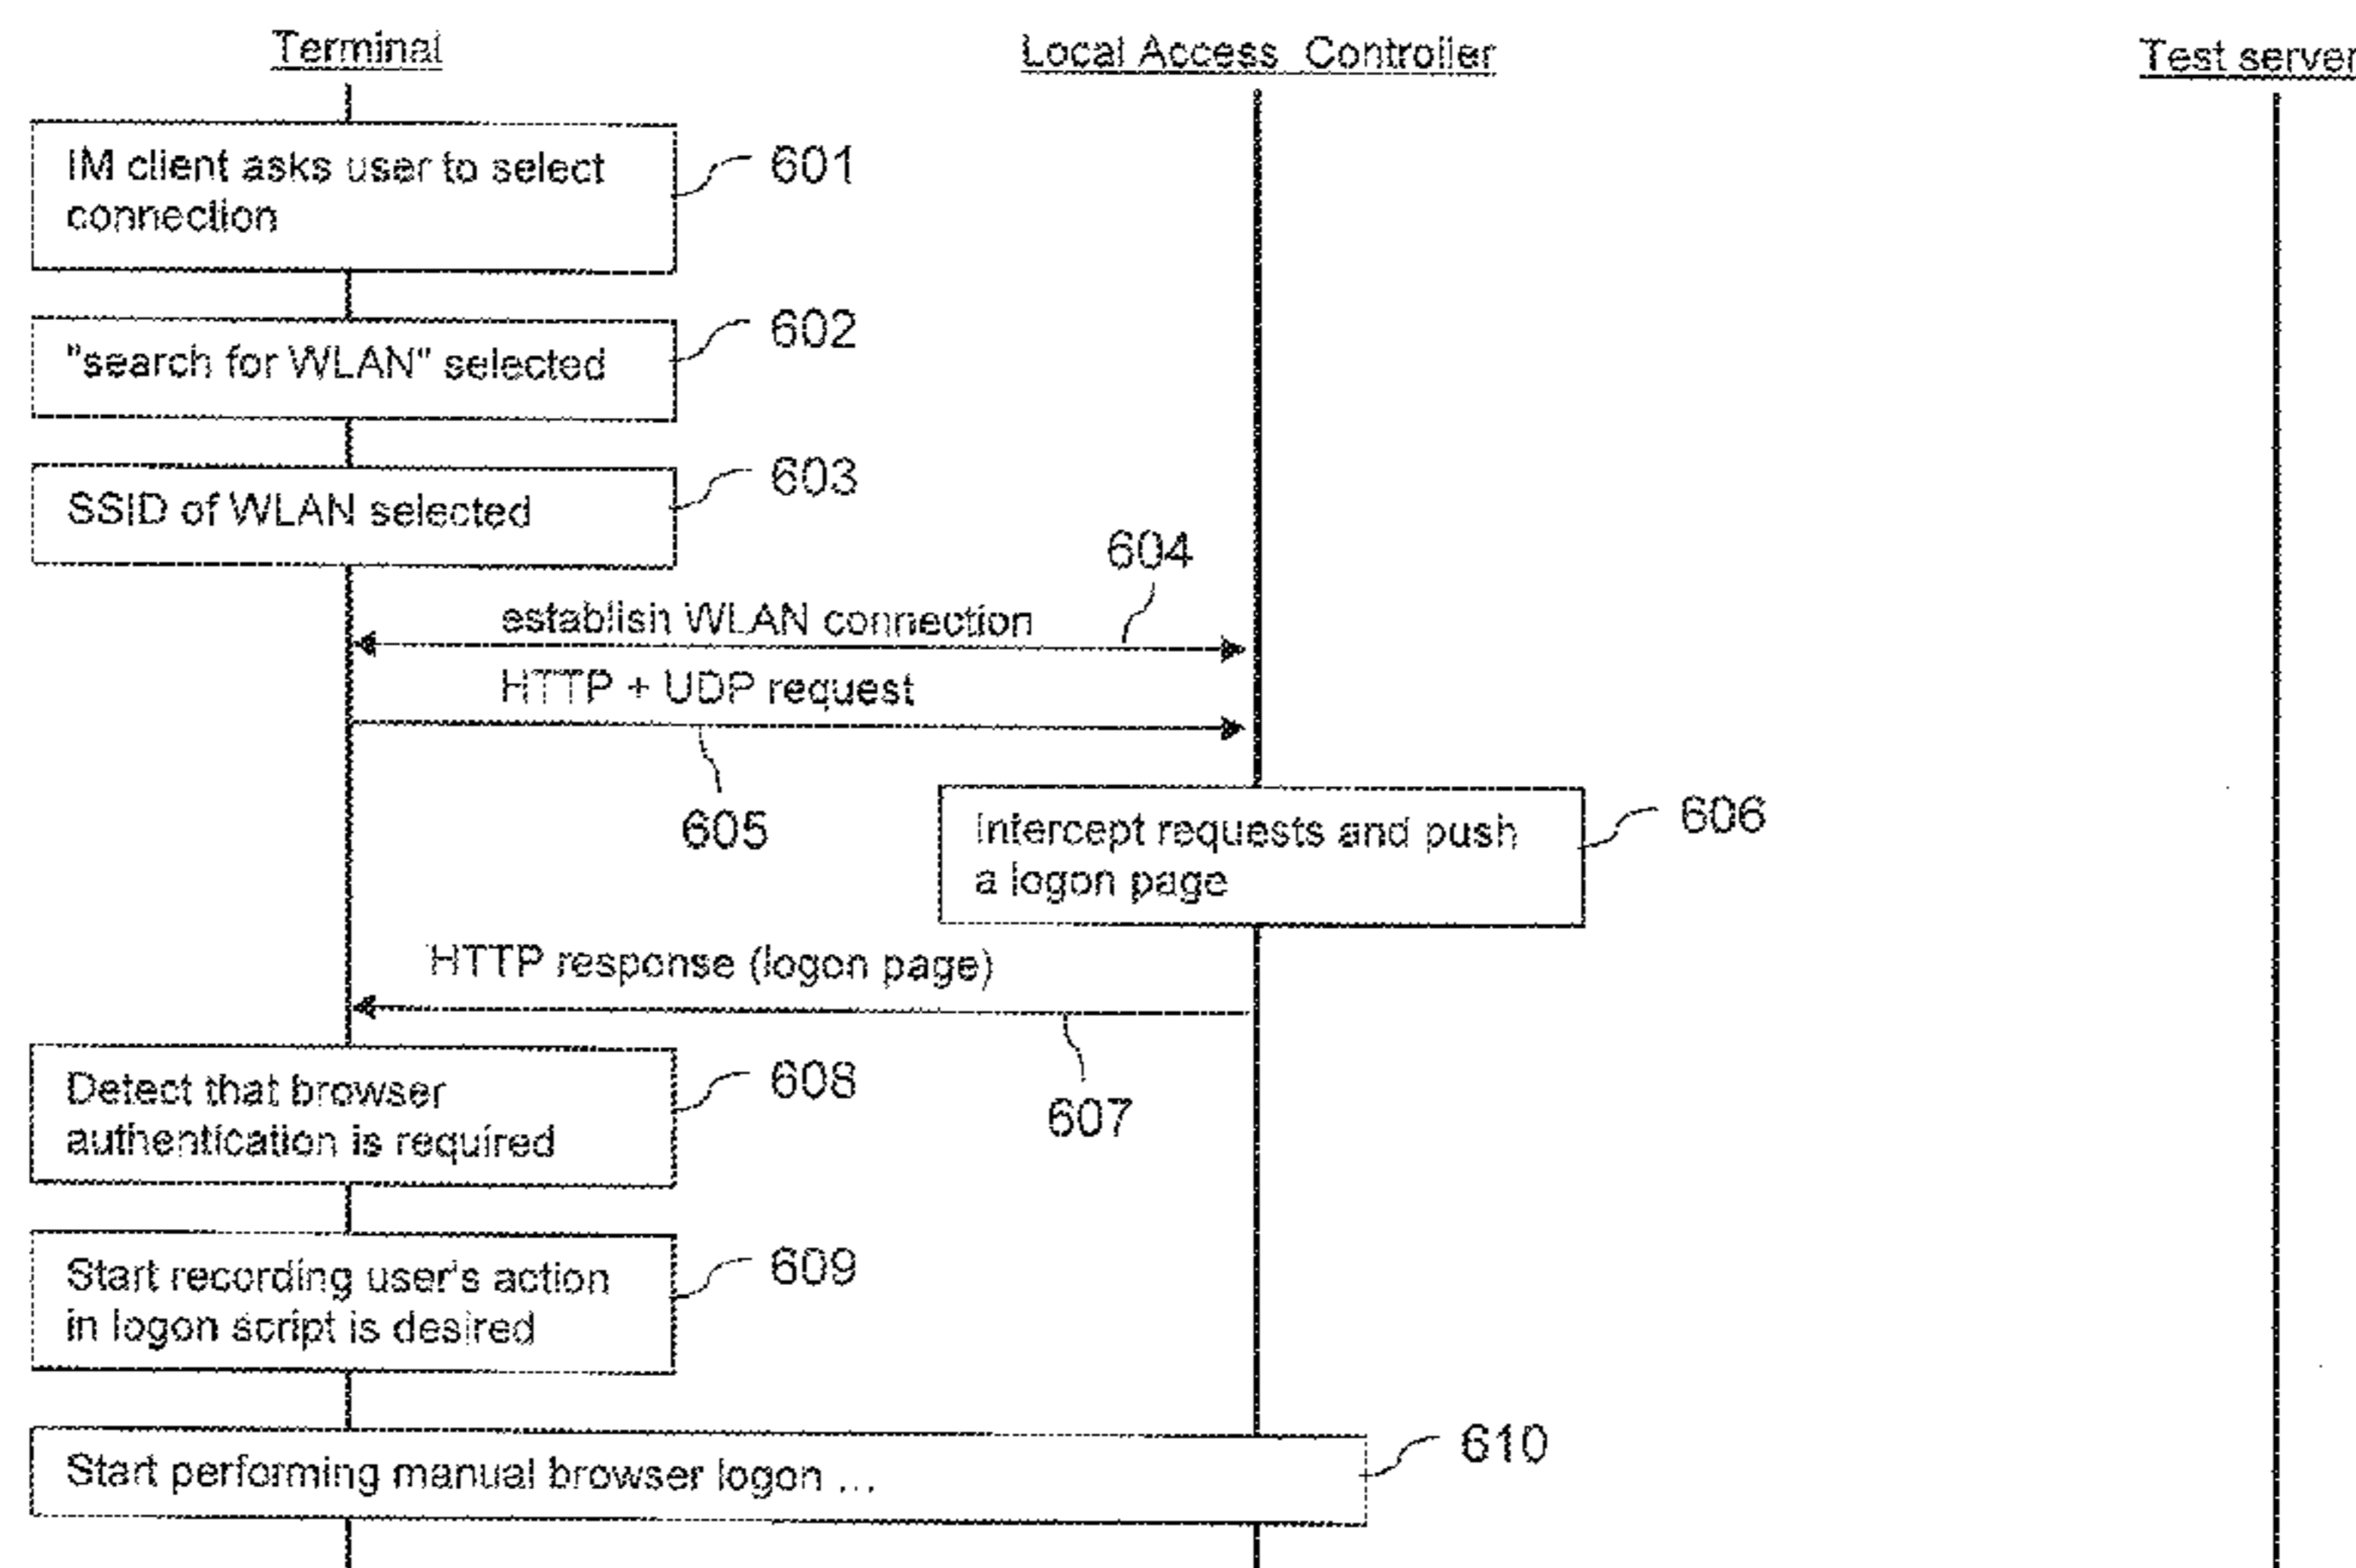 Terminal
Local Access Controller
Test server
IM client asks user to select
connection
601
"search for WLAN" selected
602
SSID of WLAN selected
603
604
establish WLAN connection
HTTP + UDP request
605
Intercept requests and push
a logon page
606
HTTP response (logon page)
607
Detect that browser
authentication is required
608
Start recording user's action
in logon script is desired
609
Start performing manual browser logon ...
610